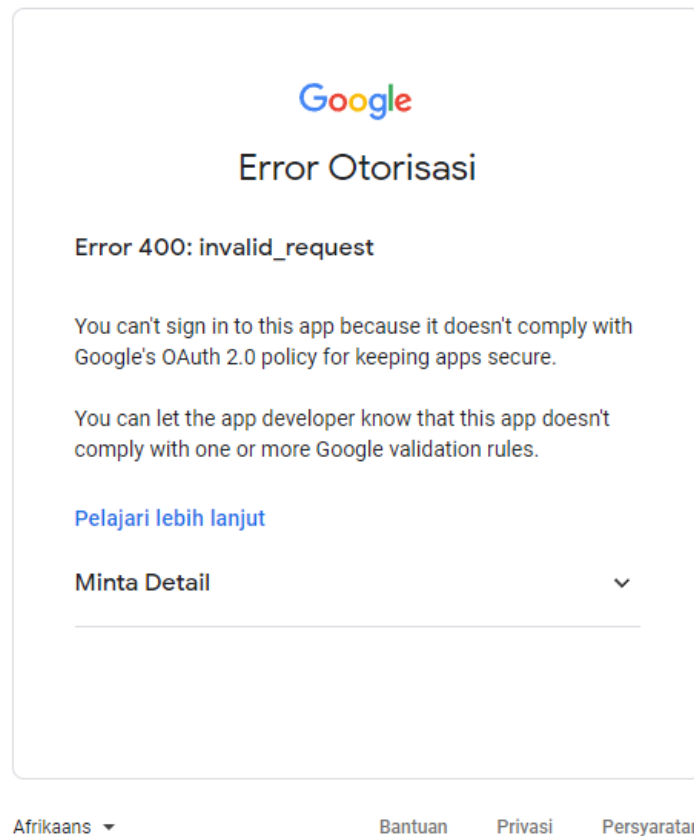 Google
Error Otorisasi
Error 400: invalid_request
You can't sign in to this app because it doesn't comply with
Google's OAuth 2.0 policy for keeping apps secure.
You can let the app developer know that this app doesn't
comply with one or more Google validation rules.
Pelajari lebih lanjut
Minta Detail
Afrikaans Bantuan Privasi Persyaratan